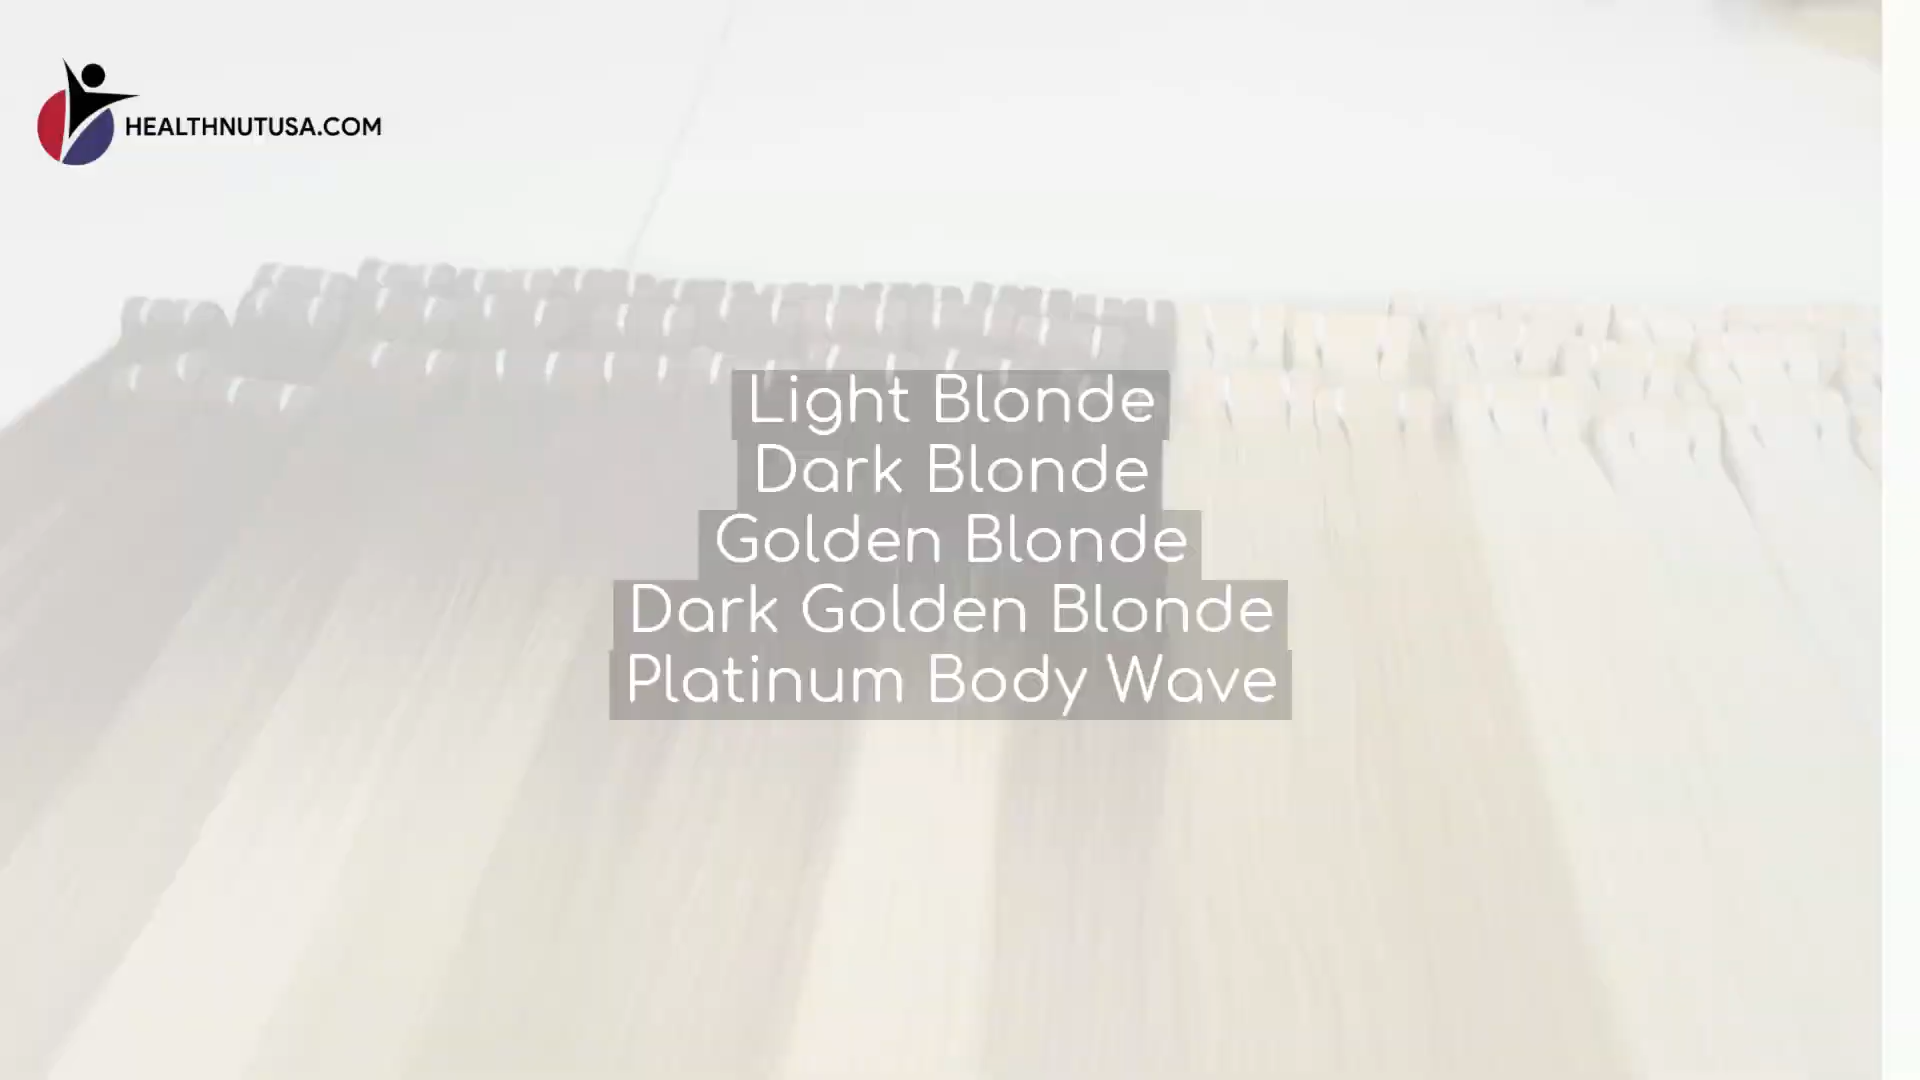 HEALTHNUTUSA.COM
Light Blonde
Dark Blonde
Golden Blonde
Dark Golden Blonde
Platinum Body Wave